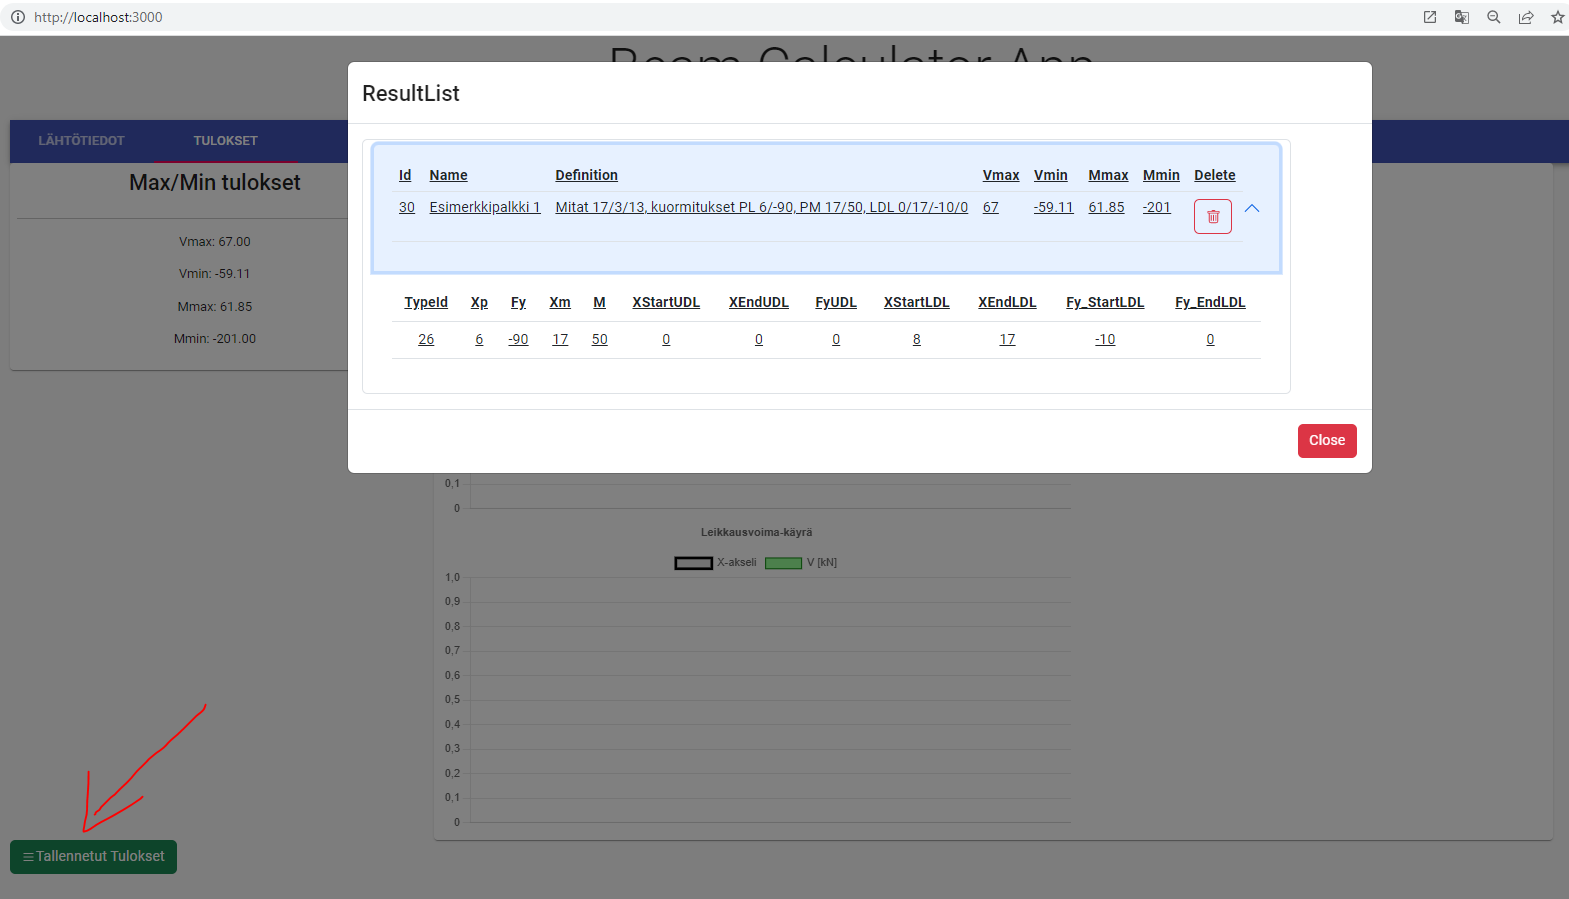 http://localhost:3000
Beam Calculator App
ResultList
LÄHTÖTIEDOT TULOKSET
Max/Min tulokset
Vmax: 67.00
Vmin: -59.11
Mmax: 61.85
Mmin: -201.00
Id Name Definition Vmax Vmin Mmax Mmin Delete
30 Esimerkkipalkki 1 Mitat 17/3/13, kuormitukset PL 6/-90, PM 17/50, LDL 0/17/-10/0 67 -59.11 61.85 -201
TypeId Xp Fy Xm M XStartUDL XEndUDL FyUDL XStartLDL XEndLDL Fy_StartLDL Fy_EndLDL
26 6 -90 17 50 0 0 0 8 17 -10 0
Close
0,1
0
Leikkausvoima-käyrä
X-akseli V [kN]
1,0
0,9
0,8
0,7
0,6
0,5
0,4
0,3
0,2
0,1
0
Tallennetut Tulokset